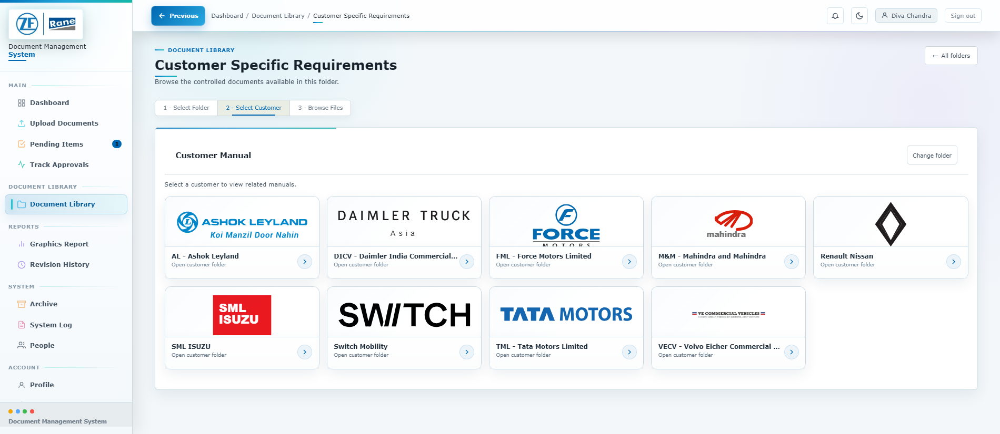 ZF Rane
Document Management
System
MAIN
Dashboard
Upload Documents
Pending Items 1
Track Approvals
DOCUMENT LIBRARY
Document Library
REPORTS
Graphics Report
Revision History
SYSTEM
Archive
System Log
People
ACCOUNT
Profile
Document Management System
← Previous Dashboard / Document Library / Customer Specific Requirements
Diva Chandra Sign out
DOCUMENT LIBRARY
Customer Specific Requirements
Browse the controlled documents available in this folder.
← All folders
1 - Select Folder 2 - Select Customer 3 - Browse Files
Customer Manual
Change folder
Select a customer to view related manuals.
ASHOK LEYLAND
Koi Manzil Door Nahin
AL - Ashok Leyland
Open customer folder
DAIMLER TRUCK
Asia
DICV - Daimler India Commercial...
Open customer folder
FORCE
MOTORS
FML - Force Motors Limited
Open customer folder
mahindra
M&M - Mahindra and Mahindra
Open customer folder
Renault Nissan
Open customer folder
SML
ISUZU
SML ISUZU
Open customer folder
SWITCH
Switch Mobility
Open customer folder
TATA MOTORS
TML - Tata Motors Limited
Open customer folder
VE COMMERCIAL VEHICLES
VECV - Volvo Eicher Commercial ...
Open customer folder